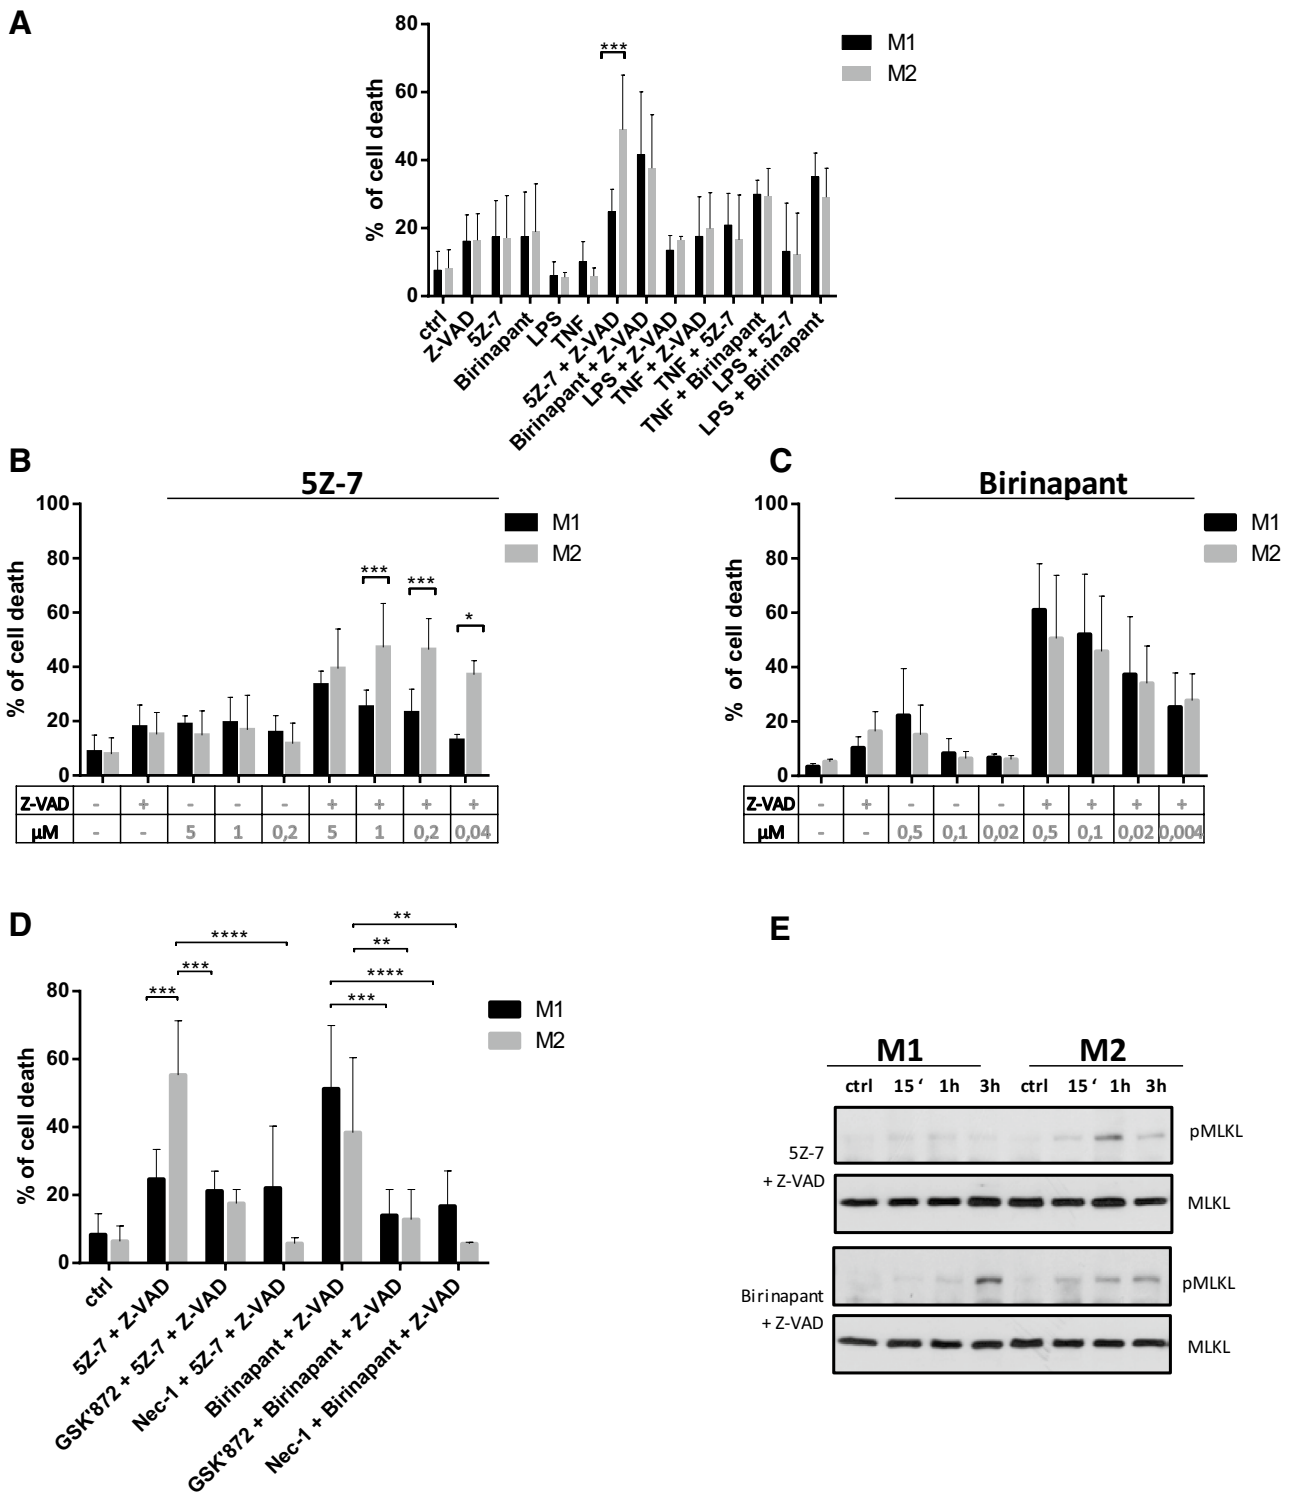 A
80
60
40
20
0
% of cell death
***
M1
M2
ctrl
Z-VAD
5Z-7
Birinapant
LPS
TNF
5Z-7 + Z-VAD
Birinapant + Z-VAD
LPS + Z-VAD
TNF + Z-VAD
TNF + 5Z-7
TNF + Birinapant
LPS + 5Z-7
LPS + Birinapant
B
5Z-7
100
80
60
40
20
0
% of cell death
***
***
*
M1
M2
Z-VAD - + - - - + + + +
µM - - 5 1 0,2 5 1 0,2 0,04
C
Birinapant
100
80
60
40
20
0
% of cell death
M1
M2
Z-VAD - + - - - + + + +
µM - - 0,5 0,1 0,02 0,5 0,1 0,02 0,004
D
80
60
40
20
0
% of cell death
***
***
****
***
****
**
**
M1
M2
ctrl
5Z-7 + Z-VAD
GSK'872 + 5Z-7 + Z-VAD
Nec-1 + 5Z-7 + Z-VAD
Birinapant + Z-VAD
GSK'872 + Birinapant + Z-VAD
Nec-1 + Birinapant + Z-VAD
E
M1 M2
ctrl 15‘ 1h 3h ctrl 15‘ 1h 3h
5Z-7
+ Z-VAD
pMLKL
MLKL
Birinapant
+ Z-VAD
pMLKL
MLKL